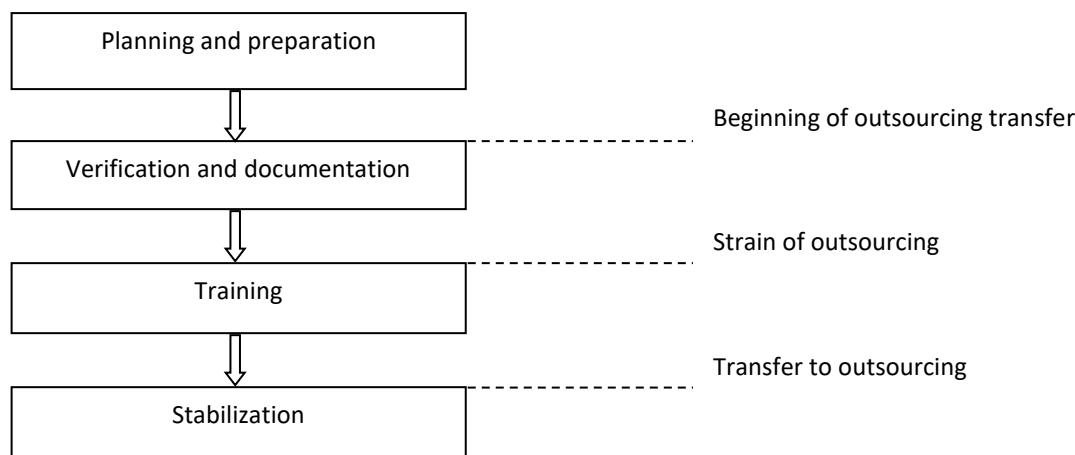 Planning and preparation
Beginning of outsourcing transfer
Verification and documentation
Strain of outsourcing
Training
Transfer to outsourcing
Stabilization